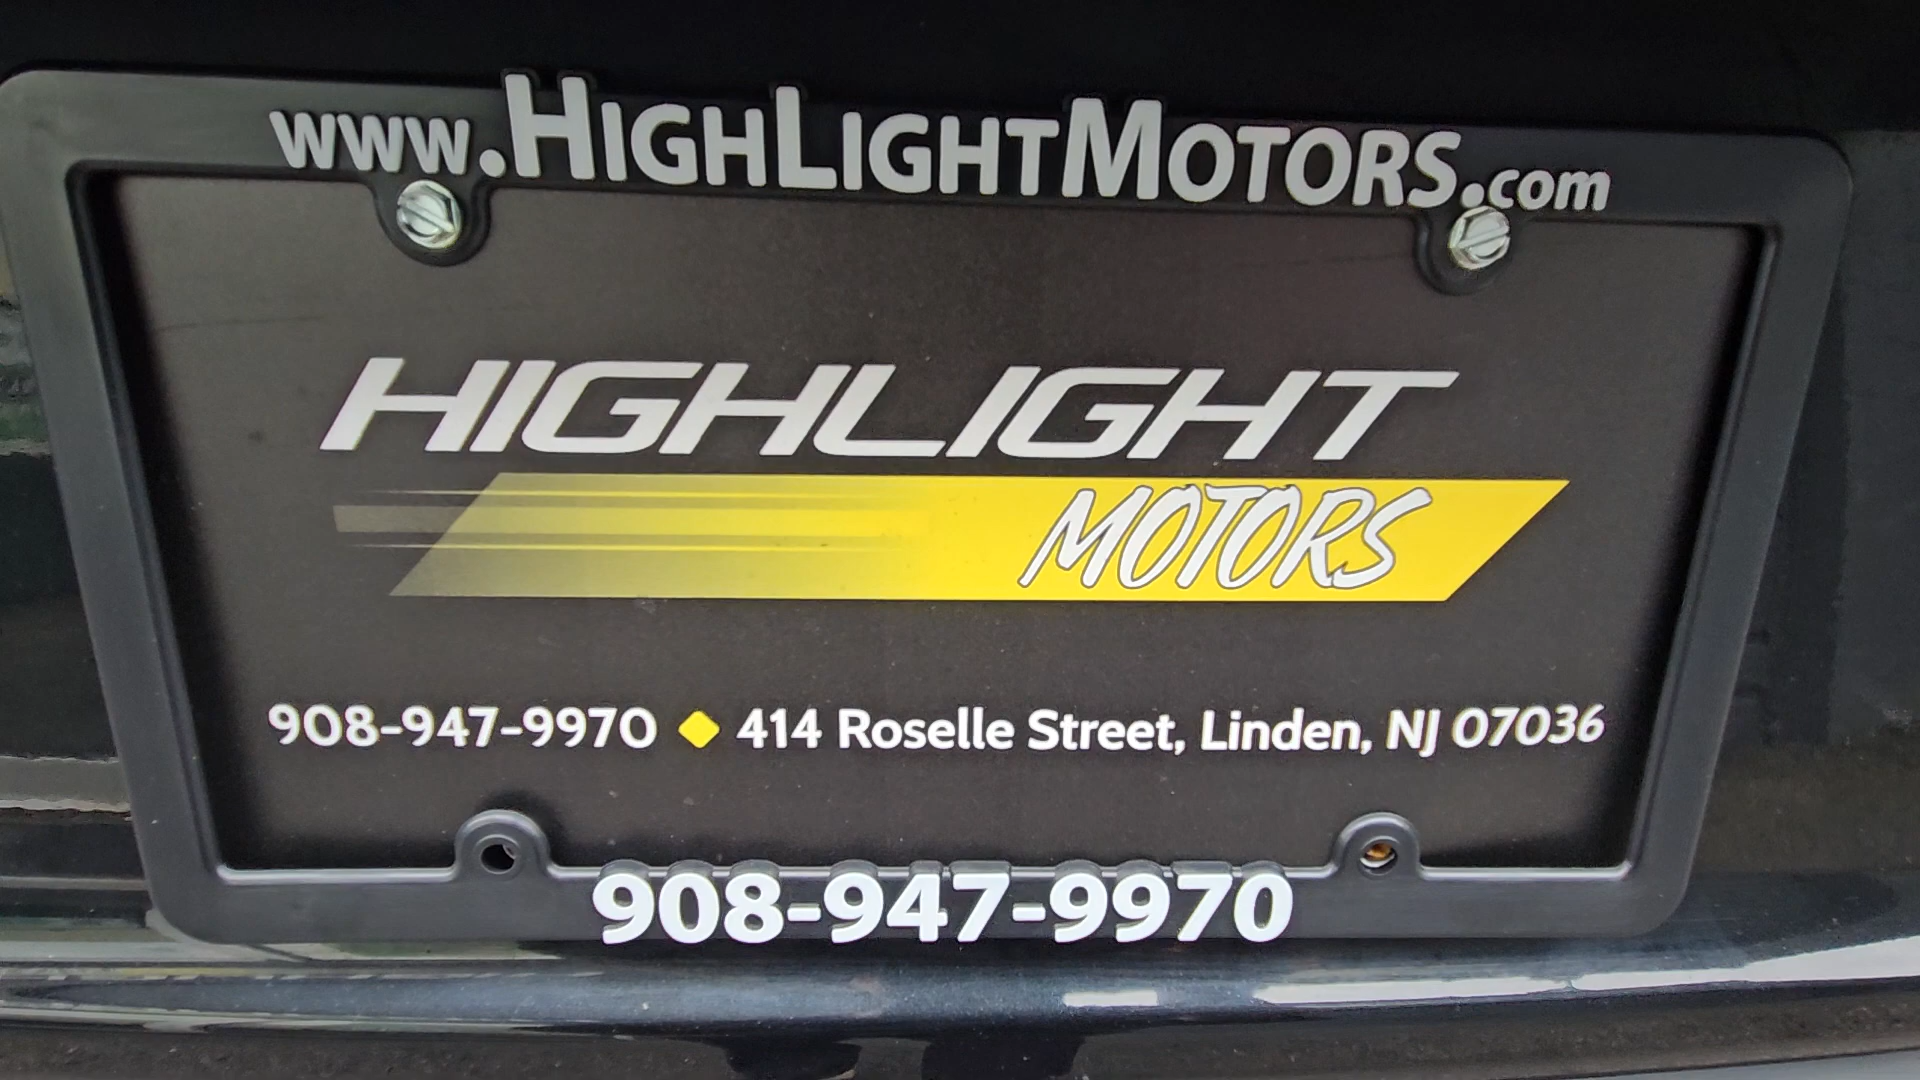 www.HighLightMotors.com
HIGHLIGHT
MOTORS
908-947-9970 ◆ 414 Roselle Street, Linden, NJ 07036
908-947-9970